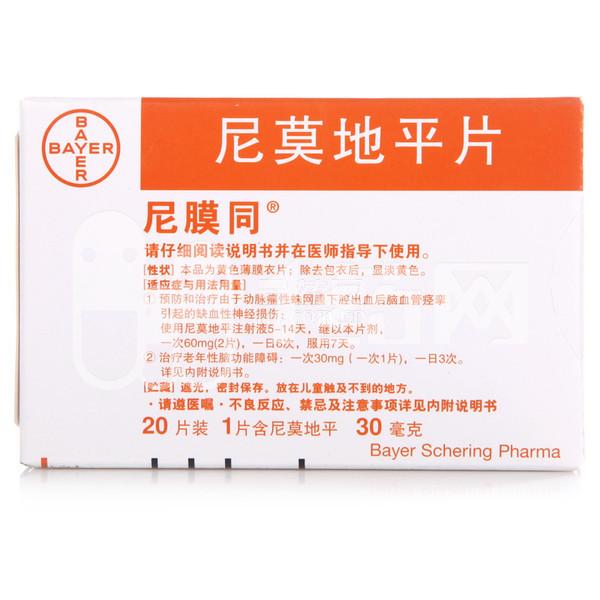 BAYER
BAYER
尼莫地平片
尼膜同®
请仔细阅读说明书并在医师指导下使用。
[性状] 本品为黄色薄膜衣片；除去包衣后，显淡黄色。
[适应症与用法用量]
① 预防和治疗由于动脉瘤性蛛网膜下腔出血后脑血管痉挛
引起的缺血性神经损伤：
使用尼莫地平注射液5-14天，继以本片剂，
一次60mg(2片)，一日6次，服用7天。
② 治疗老年性脑功能障碍：一次30mg（一次1片），一日3次。
详见内附说明书。
[贮藏] 遮光，密封保存。放在儿童触及不到的地方。
·请遵医嘱·不良反应、禁忌及注意事项详见内附说明书
20 片装 1片含尼莫地平 30 毫克
Bayer Schering Pharma